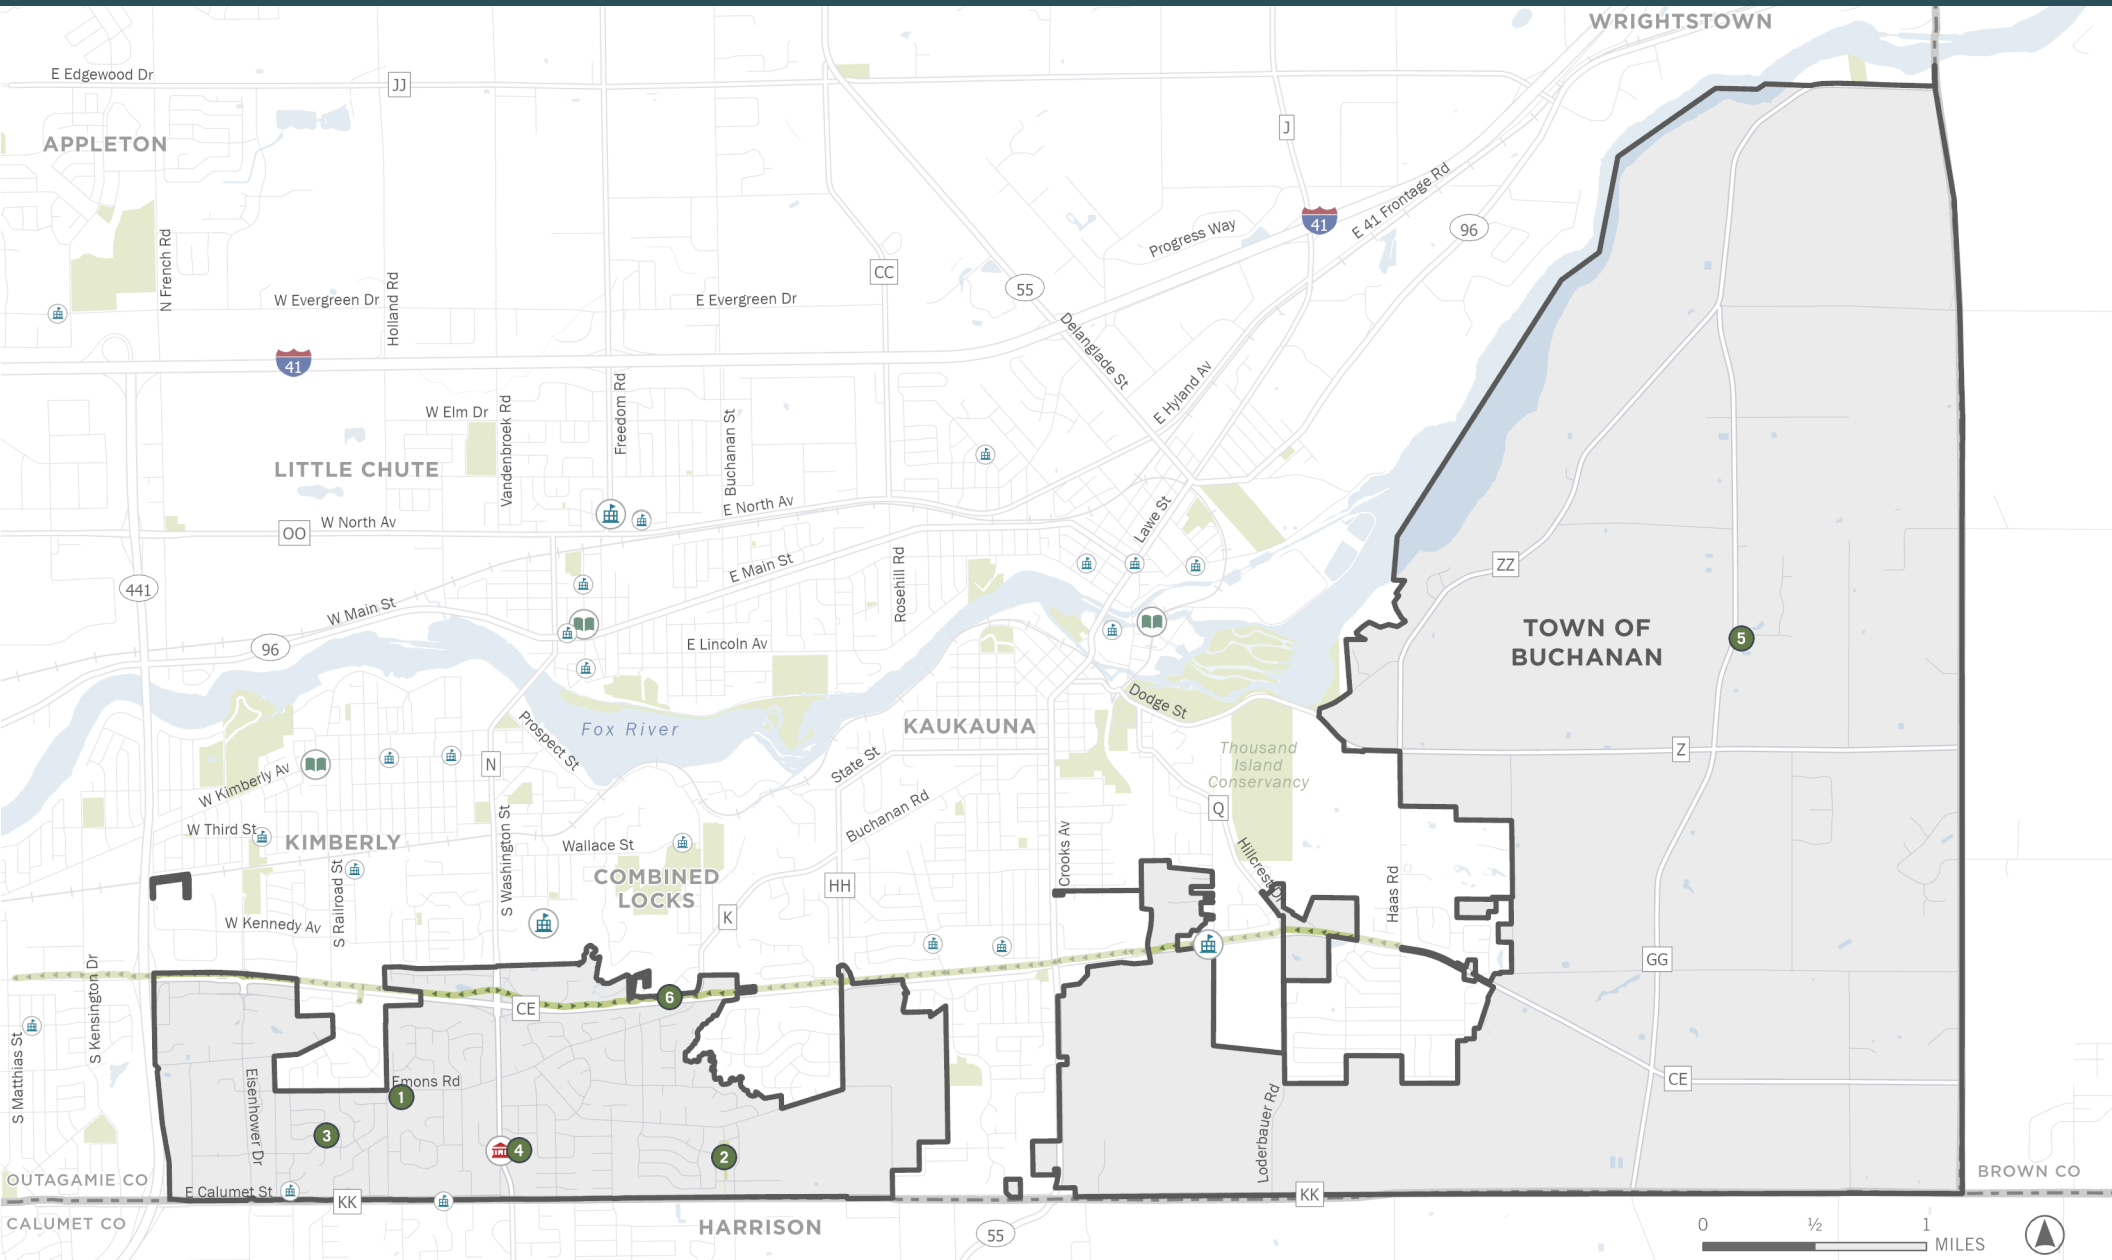 WRIGHTSTOWN
E Edgewood Dr
JJ
J
APPLETON
N French Rd
Holland Rd
W Evergreen Dr
E Evergreen Dr
CC
55
Progress Way
41
E 41 Frontage Rd
96
Delanglade St
E Hyland Av
41
W Elm Dr
Vandenbroek Rd
Freedom Rd
Buchanan St
LITTLE CHUTE
OO
W North Av
E North Av
Lawe St
441
W Main St
E Main St
Rosehill Rd
ZZ
96
E Lincoln Av
TOWN OF
BUCHANAN
5
Dodge St
Prospect St
Fox River
KAUKAUNA
N
State St
Thousand
Island
Conservancy
Z
W Kimberly Av
Buchanan Rd
Q
W Third St
KIMBERLY
S Railroad St
S Washington St
Wallace St
COMBINED
LOCKS
HH
Crooks Av
Hillcrest Dr
Haas Rd
W Kennedy Av
K
GG
S Kensington Dr
CE
6
S Matthias St
Eisenhower Dr
Emons Rd
1
CE
3
4
2
Loderbauer Rd
OUTAGAMIE CO
E Calumet St
KK
KK
BROWN CO
CALUMET CO
HARRISON
55
0
½
1
MILES